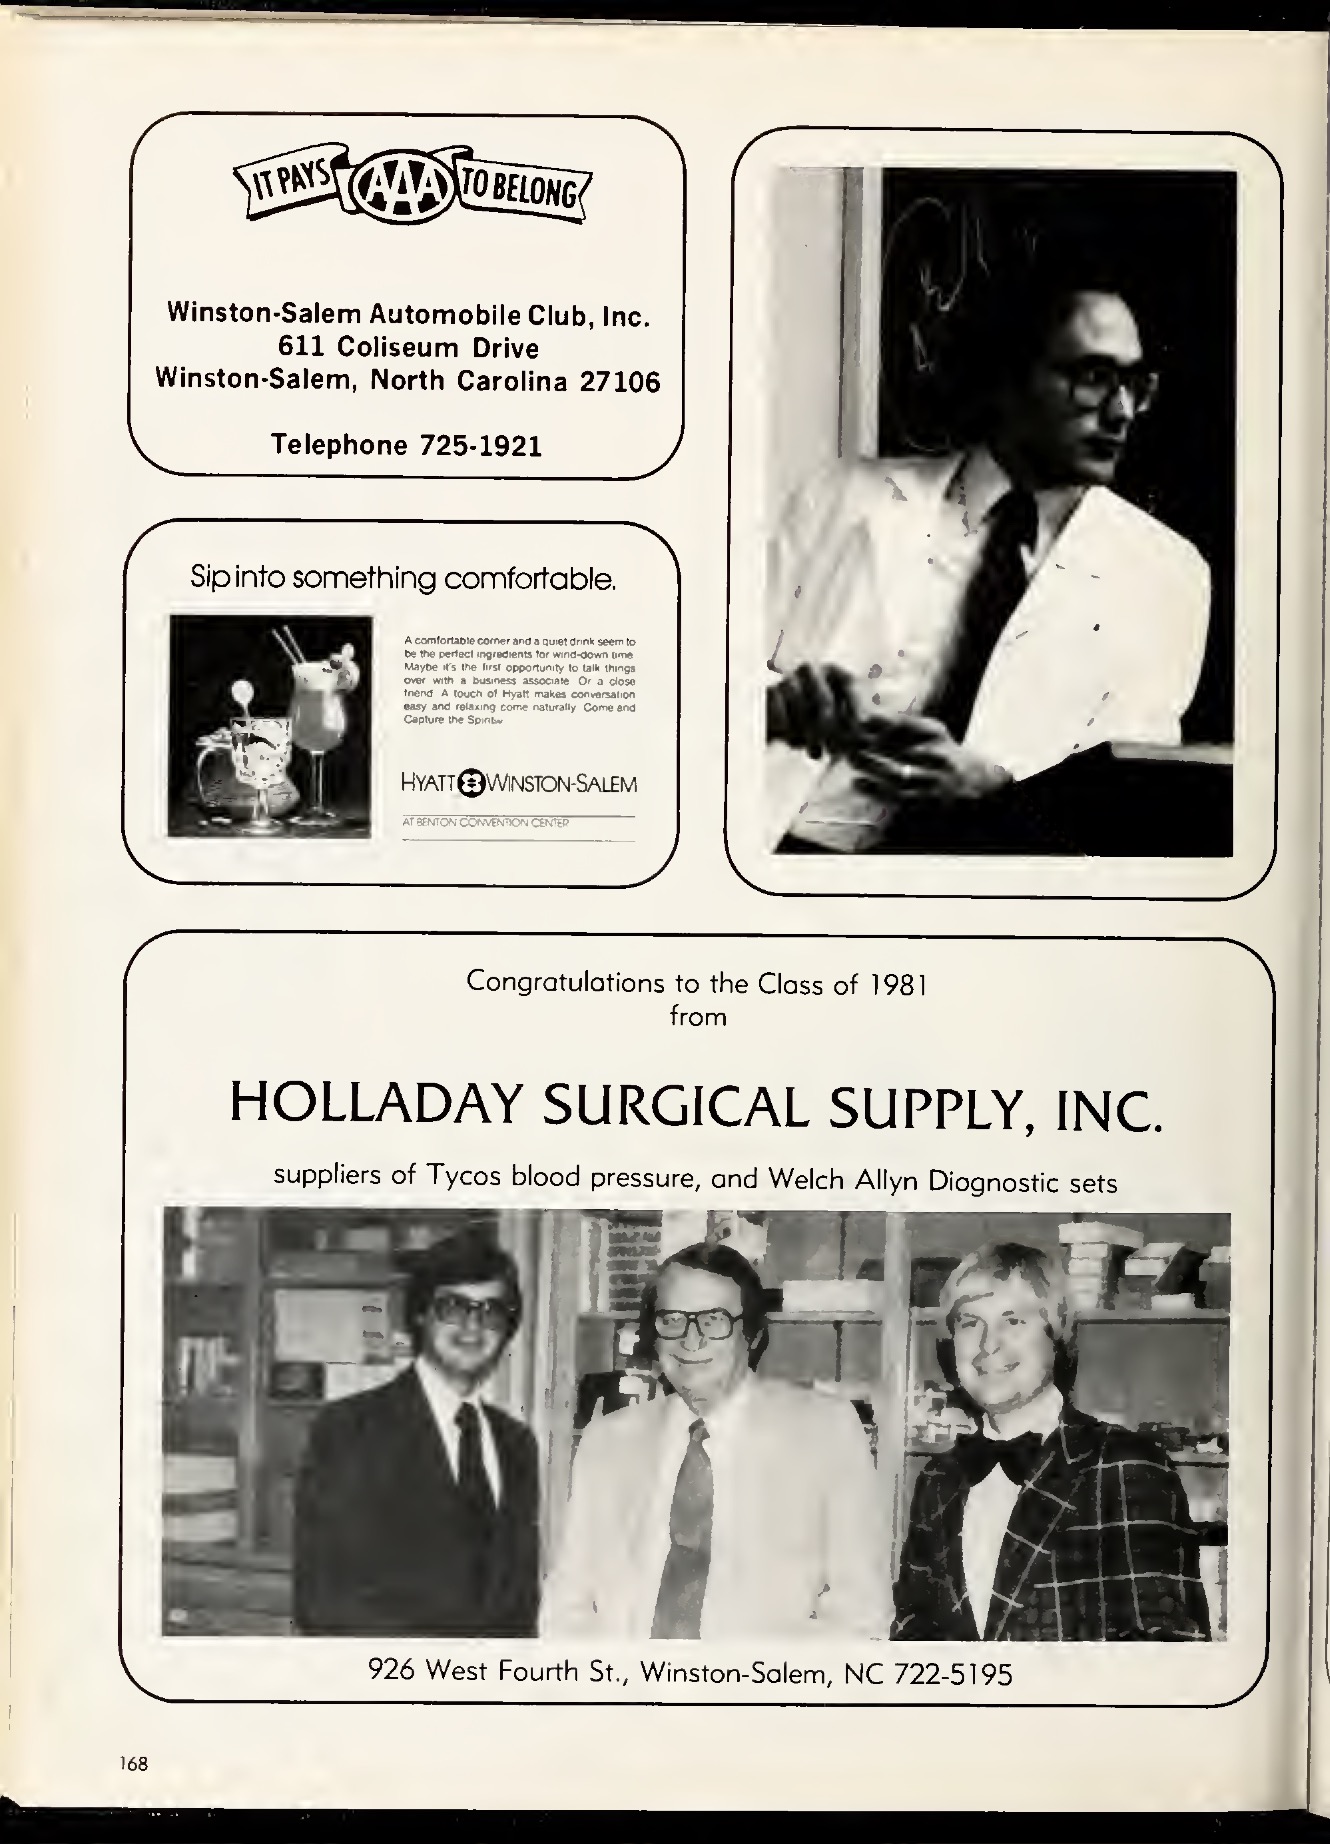 IT PAYS AAA TO BELONG
Winston-Salem Automobile Club, Inc.
611 Coliseum Drive
Winston-Salem, North Carolina 27106
Telephone 725-1921
Sip into something comfortable.
A comfortable corner and a quiet drink seem to
be the perfect ingredients for wind-down time
Maybe it's the first opportunity to talk things
over with a business associate Or a close
friend A touch of Hyatt makes conversation
easy and relaxing come naturally Come and
Capture the Spirit
HYATT WINSTON-SALEM
AT BENTON CONVENTION CENTER
Congratulations to the Class of 1981
from
HOLLADAY SURGICAL SUPPLY, INC.
suppliers of Tycos blood pressure, and Welch Allyn Diagnostic sets
926 West Fourth St., Winston-Salem, NC 722-5195
168